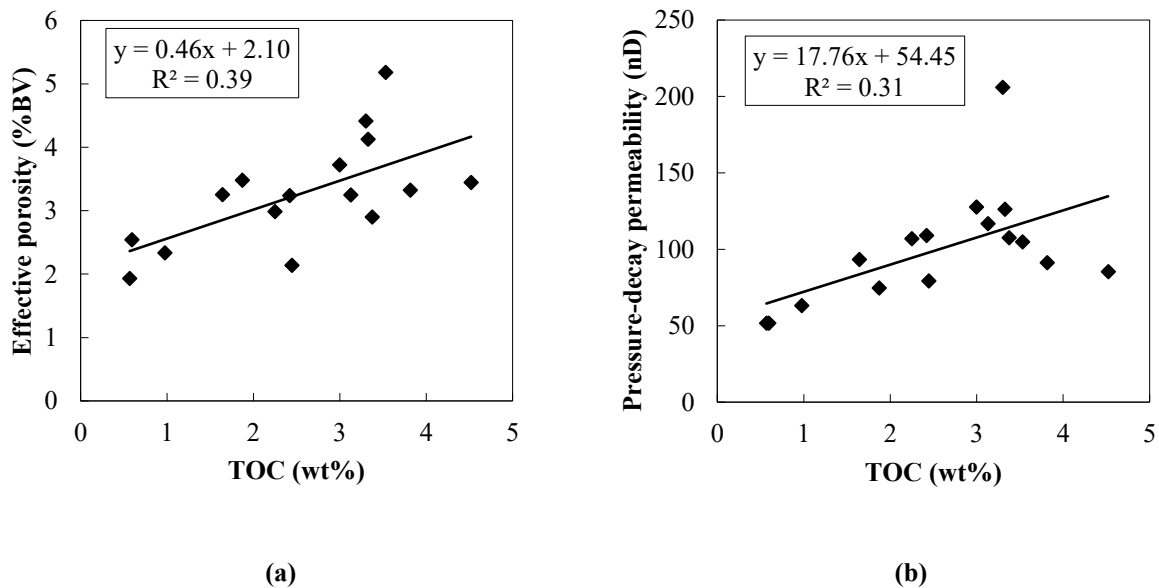 y = 0.46x + 2.10
R² = 0.39
Effective porosity (%BV)
6
5
4
3
2
1
0
0 1 2 3 4 5
TOC (wt%)
(a)
y = 17.76x + 54.45
R² = 0.31
Pressure-decay permeability (nD)
250
200
150
100
50
0
0 1 2 3 4 5
TOC (wt%)
(b)